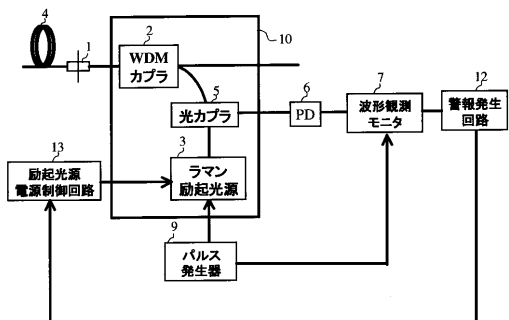 4
1
2
WDM
カプラ
10
5
光カプラ
6
PD
7
波形観測
モニタ
12
警報発生
回路
13
励起光源
電源制御回路
3
ラマン
励起光源
9
パルス
発生器